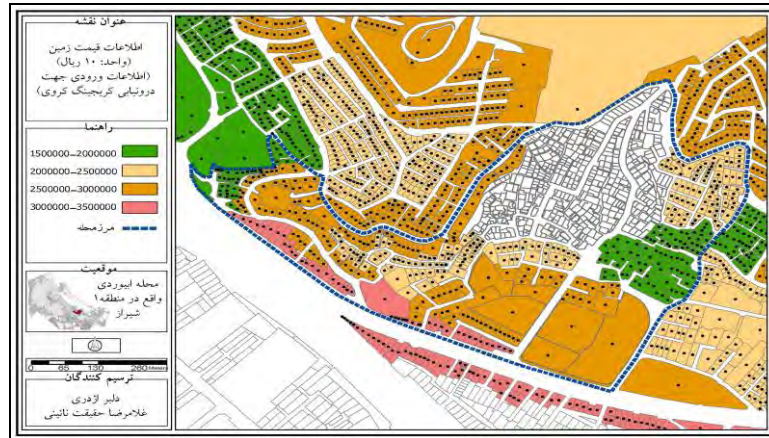 عنوان نقشه
اطلاعات قیمت زمین
(واحد: ۱۰ ریال)
(اطلاعات ورودی جهت
درونیابی کریجینگ کروی)
راهنما
1500000-2000000
2000000-2500000
2500000-3000000
3000000-3500000
مرزمحله
موقعیت
محله ابیوردی
واقع در منطقه۱
شیراز
0 65 130 260 Meters
ترسیم کنندگان
دلبر اژدری
غلامرضا حقیقت نائینی